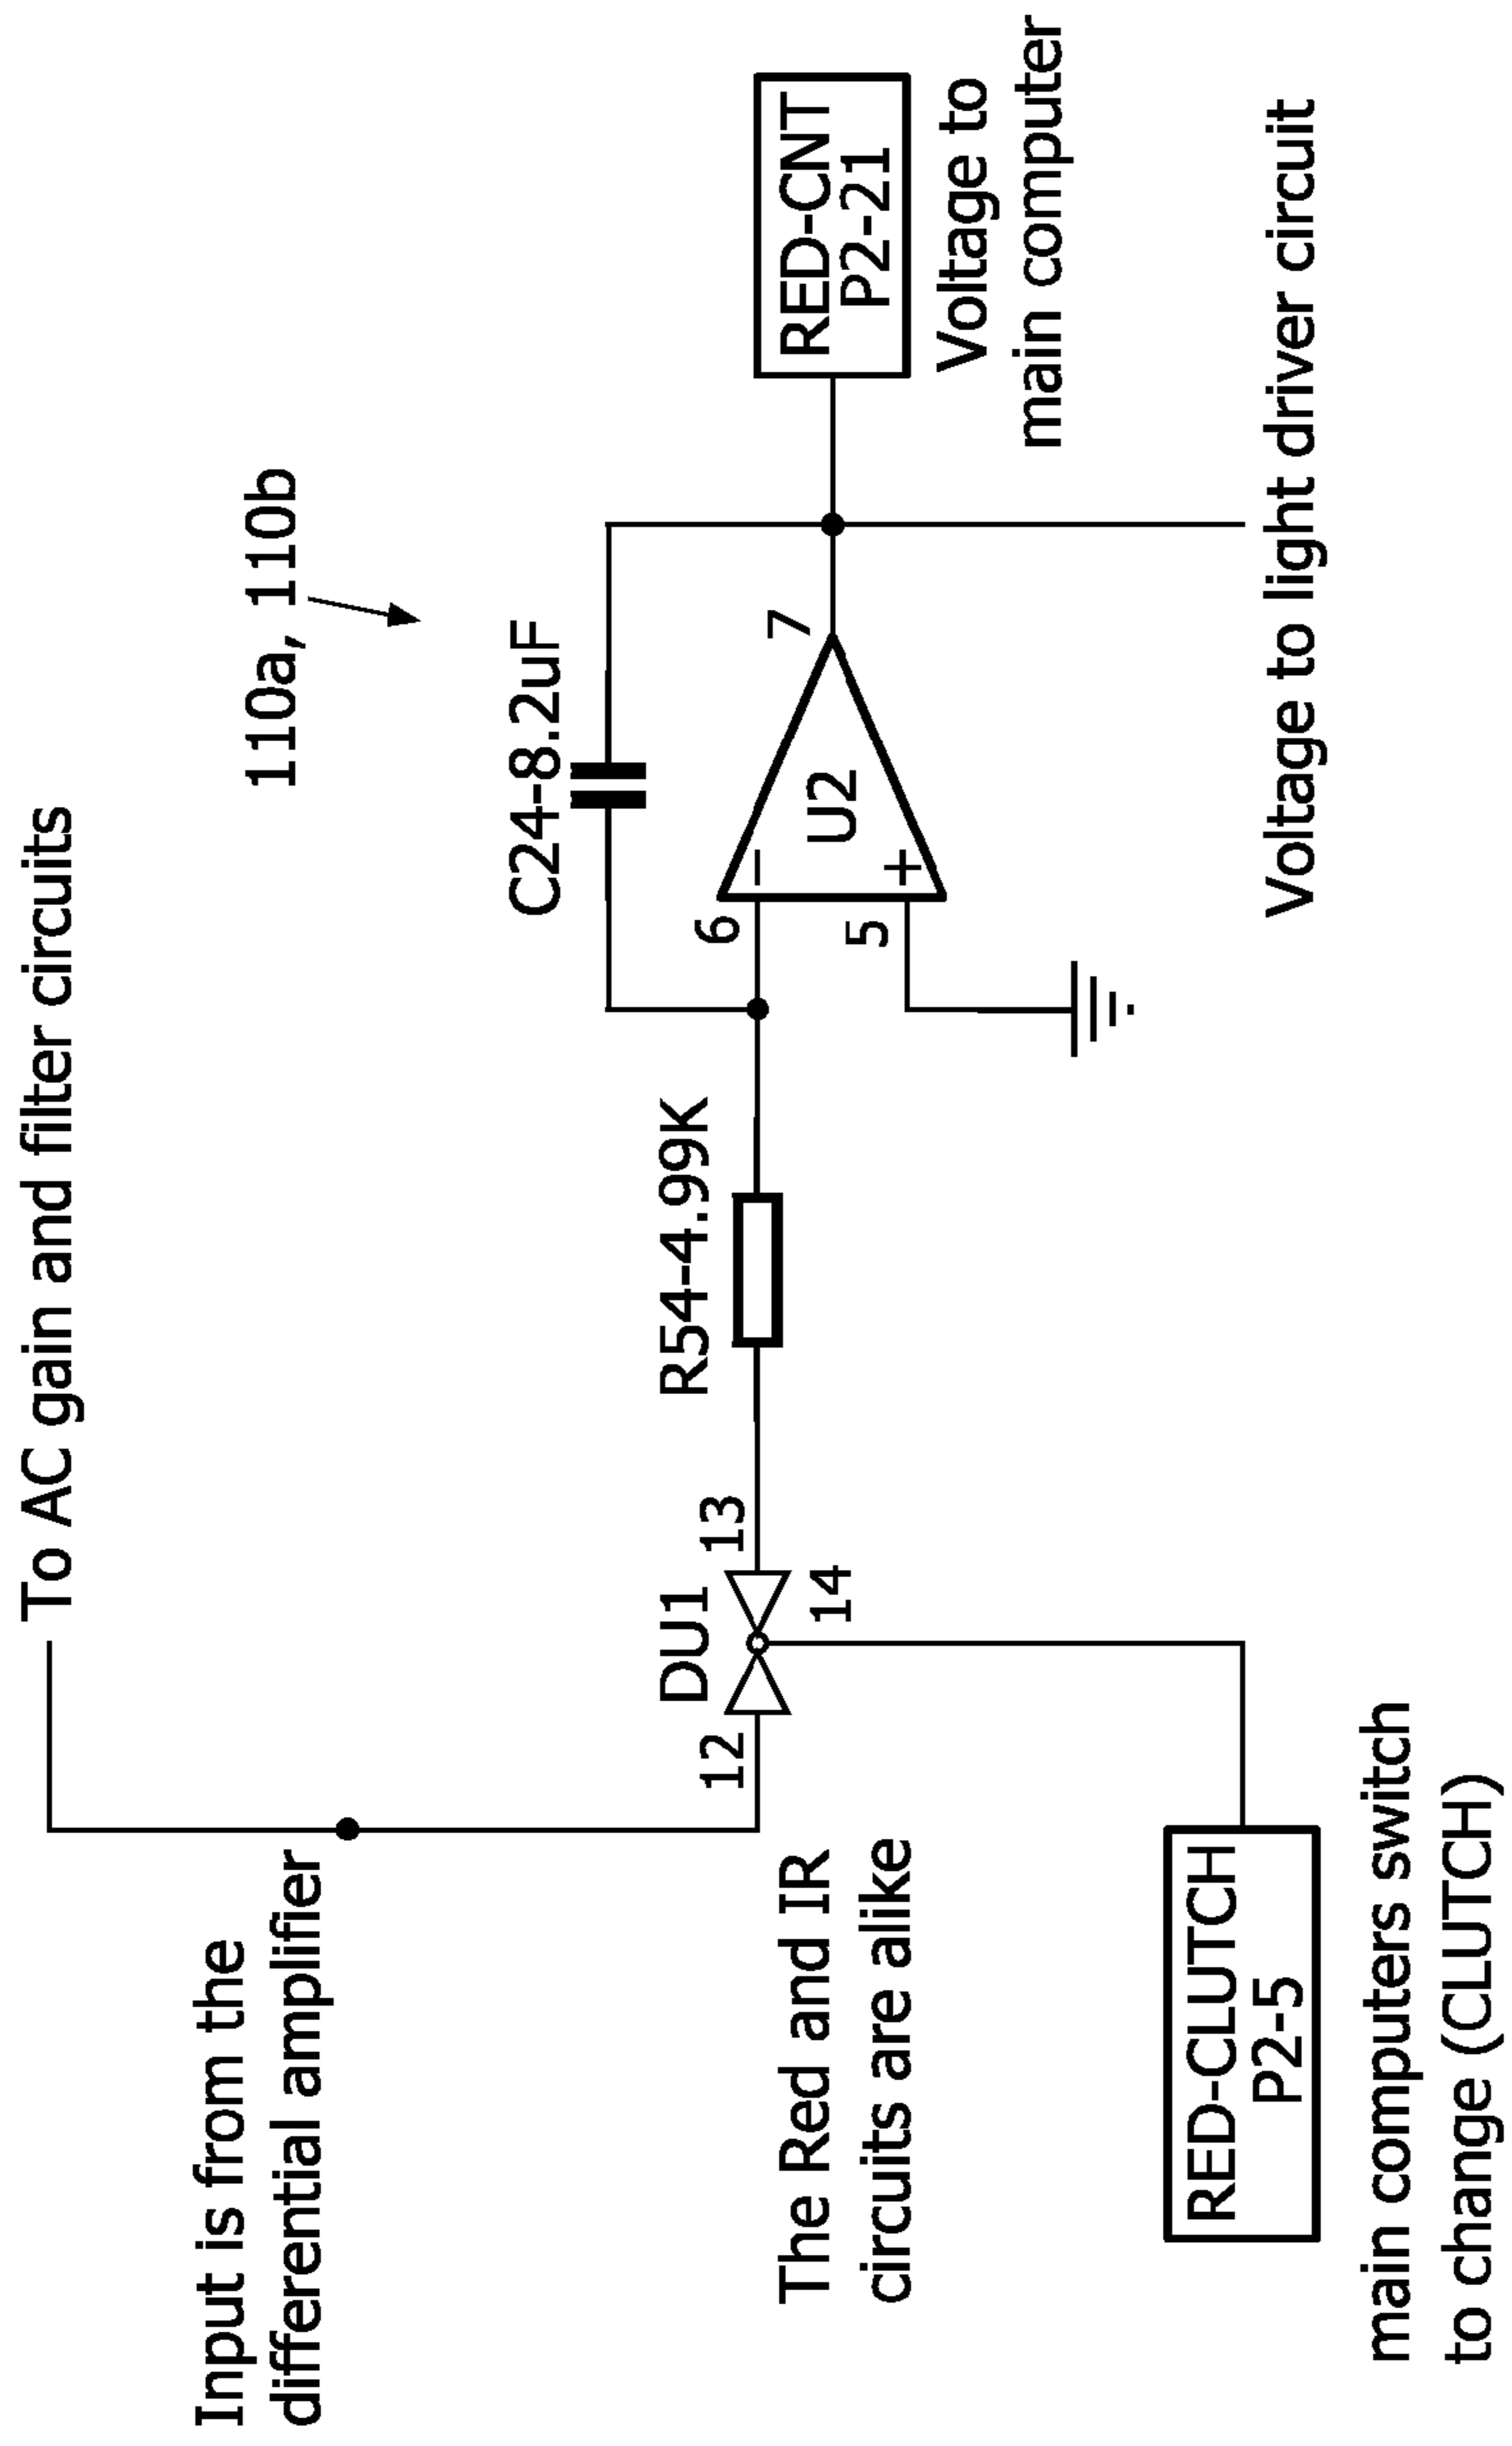 To AC gain and filter circuits
110a, 110b
Input is from the
differential amplifier
C24-8.2uF
R54-4.99K
DU1
12
13
14
6
5
7
U2
RED-CNT
P2-21
Voltage to
main computer
The Red and IR
circuits are alike
RED-CLUTCH
P2-5
main computers switch
to change (CLUTCH)
Voltage to light driver circuit